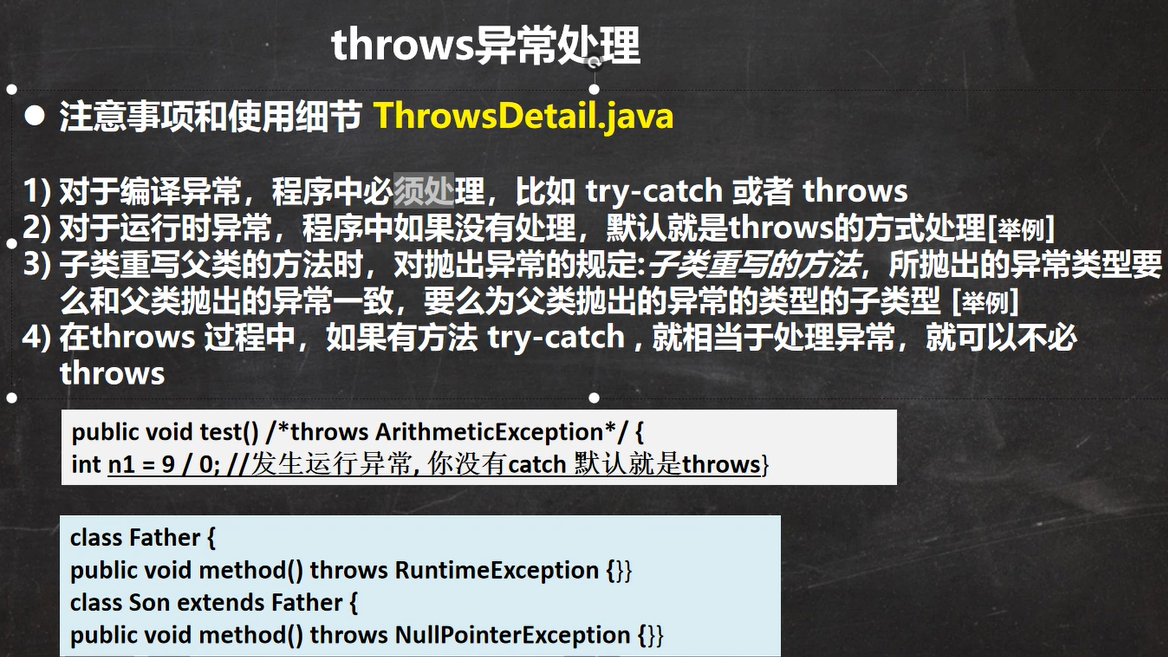 throws异常处理
● 注意事项和使用细节 ThrowsDetail.java
1) 对于编译异常，程序中必须处理，比如 try-catch 或者 throws
2) 对于运行时异常，程序中如果没有处理，默认就是throws的方式处理[举例]
3) 子类重写父类的方法时，对抛出异常的规定:子类重写的方法，所抛出的异常类型要
么和父类抛出的异常一致，要么为父类抛出的异常的类型的子类型 [举例]
4) 在throws 过程中，如果有方法 try-catch , 就相当于处理异常，就可以不必
throws
public void test() /*throws ArithmeticException*/ {
int n1 = 9 / 0; //发生运行异常, 你没有catch 默认就是throws}
class Father {
public void method() throws RuntimeException {}}
class Son extends Father {
public void method() throws NullPointerException {}}